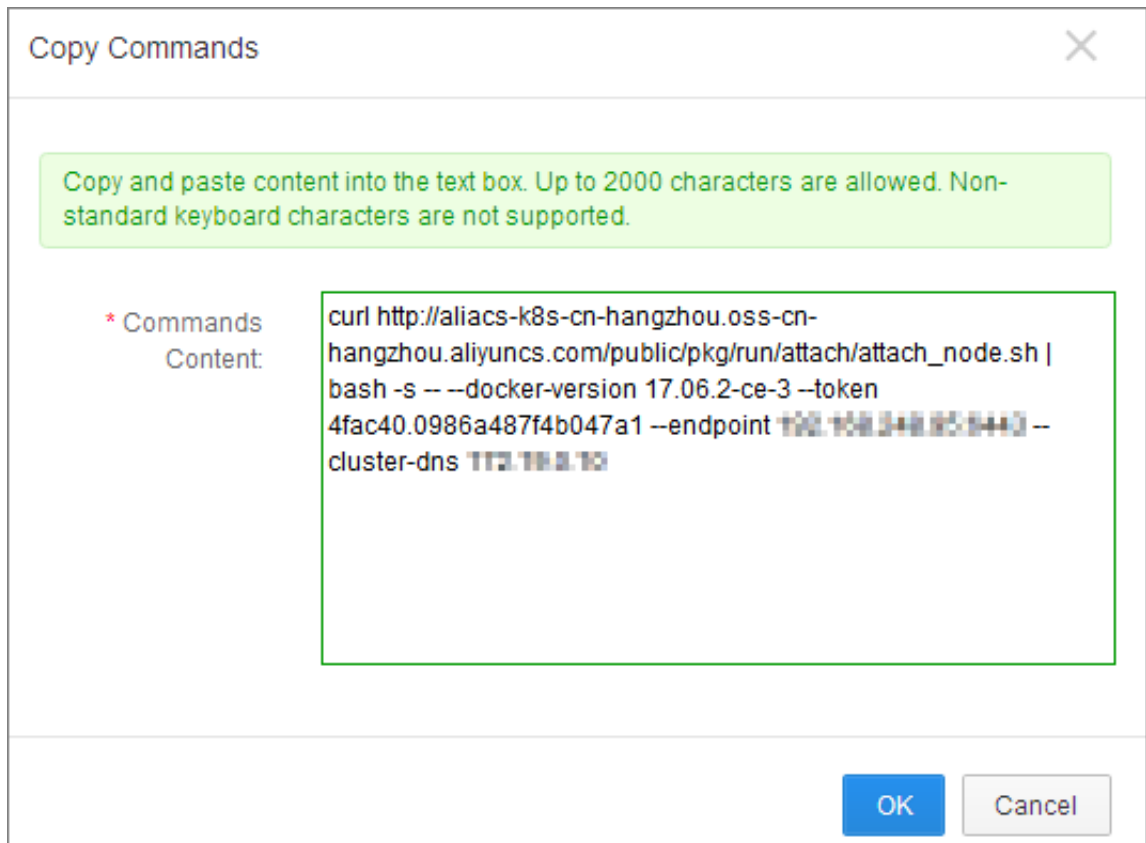 Copy Commands
Copy and paste content into the text box. Up to 2000 characters are allowed. Non-
standard keyboard characters are not supported.
* Commands
Content:
curl http://aliacs-k8s-cn-hangzhou.oss-cn-
hangzhou.aliyuncs.com/public/pkg/run/attach/attach_node.sh |
bash -s -- --docker-version 17.06.2-ce-3 --token
4fac40.0986a487f4b047a1 --endpoint --
cluster-dns
OK
Cancel